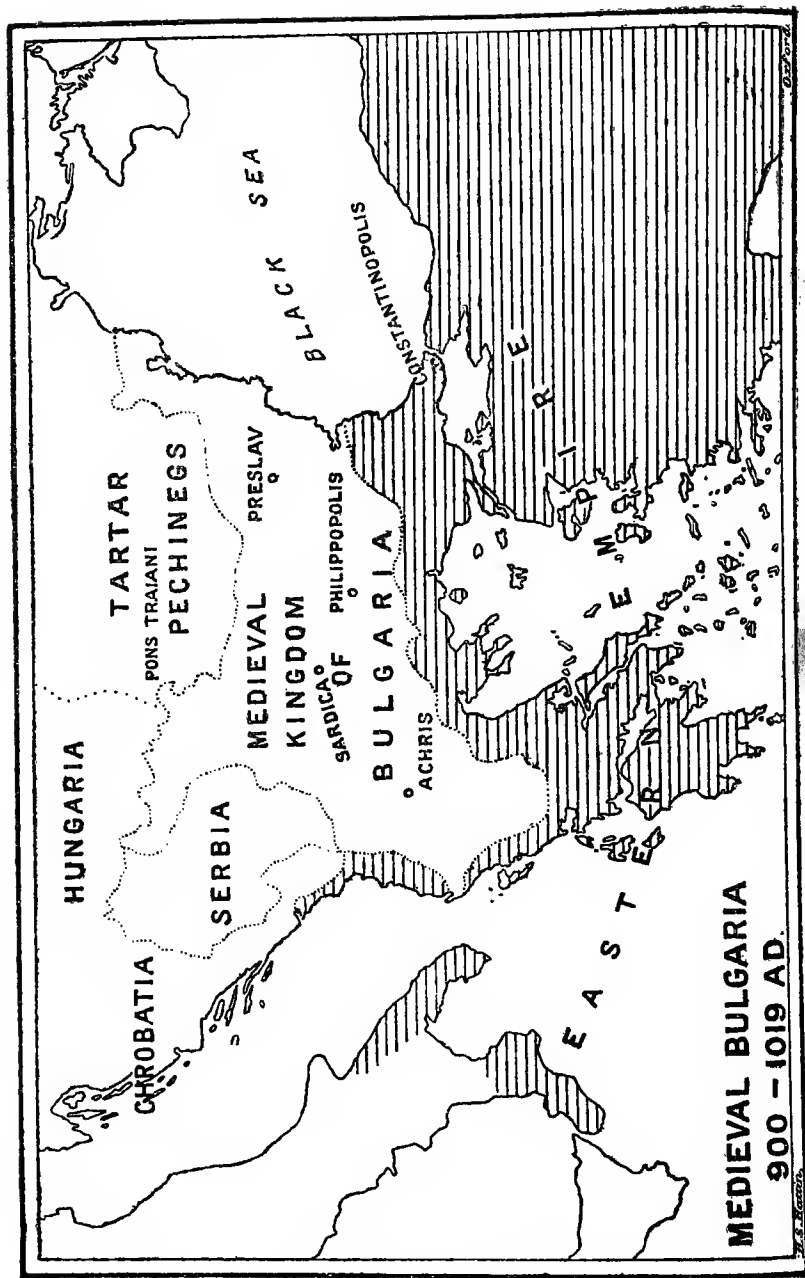 HUNGARIA
TARTAR
PONS TRAIANI
PECHINEGS
CHROBATIA
SERBIA
MEDIEVAL
KINGDOM
SARDICA
OF
BULGARIA
PRESLAV
PHILIPPOPOLIS
ACHRIS
BLACK SEA
CONSTANTINOPOLIS
EASTERN EMPIRE
MEDIEVAL BULGARIA
900 – 1019 AD.
Oxford.